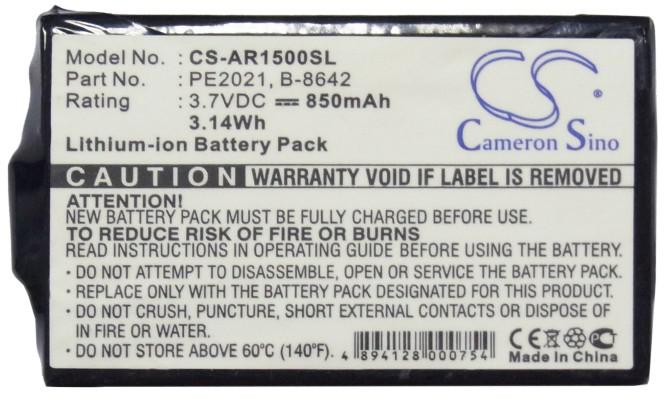 Model No. : CS-AR1500SL
Part No. : PE2021, B-8642
Rating : 3.7VDC ⎓ 850mAh
3.14Wh
Lithium-ion Battery Pack
CS
®
Cameron Sino
CAUTION WARRANTY VOID IF LABEL IS REMOVED
ATTENTION!
NEW BATTERY PACK MUST BE FULLY CHARGED BEFORE USE.
TO REDUCE RISK OF FIRE OR BURNS
READ INSTRUCTIONS IN OPERATING GUIDE BEFORE USING THE BATTERY.
• DO NOT ATTEMPT TO DISASSEMBLE, OPEN OR SERVICE BATTERY PACK.
• REPLACE WITH BATTERY PACK DESIGNATED FOR THIS EQUIPMENT.
• DO NOT CRUSH, PUNCTURE, SHORT EXTERNAL CONTACTS OR DISPOSE OF
IN FIRE OR WATER.
• DO NOT STORE ABOVE 60°C (140°F).
4 894128 000754
CE PCT
Made In China